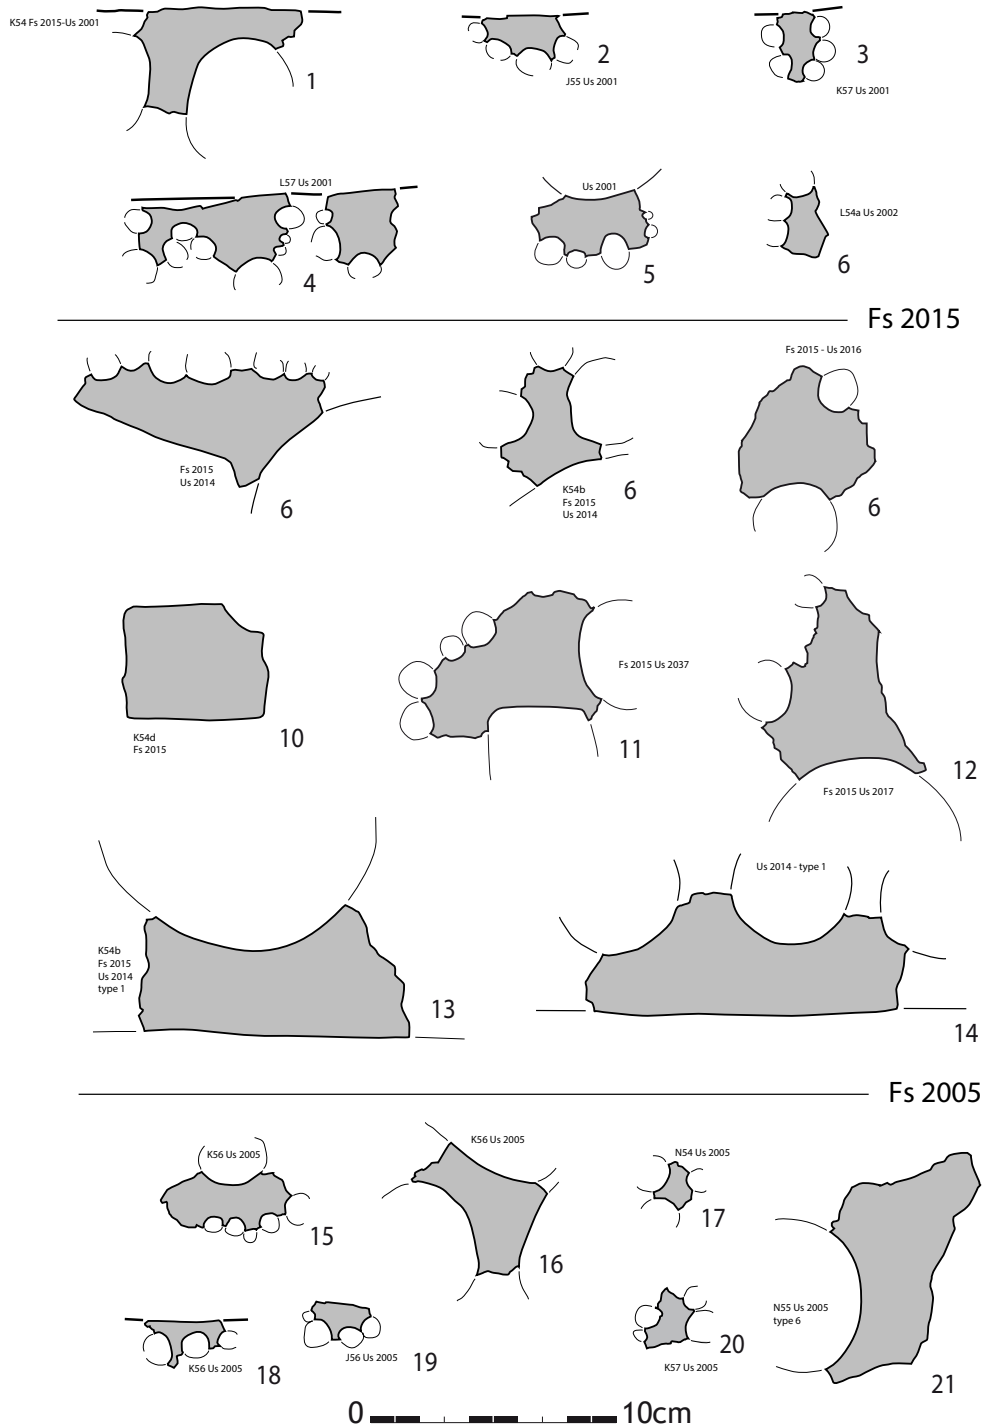 K54 Fs 2015-Us 2001
1
2
J55 Us 2001
3
K57 Us 2001
L57 Us 2001
4
Us 2001
5
L54a Us 2002
6
Fs 2015
Fs 2015
Us 2014
6
K54b
Fs 2015
Us 2014
6
Fs 2015 - Us 2016
6
K54d
Fs 2015
10
Fs 2015 Us 2037
11
Fs 2015 Us 2017
12
K54b
Fs 2015
Us 2014
type 1
13
Us 2014 - type 1
14
Fs 2005
K56 Us 2005
15
K56 Us 2005
16
N54 Us 2005
17
K56 Us 2005
18
J56 Us 2005
19
K57 Us 2005
20
N55 Us 2005
type 6
21
0 10cm